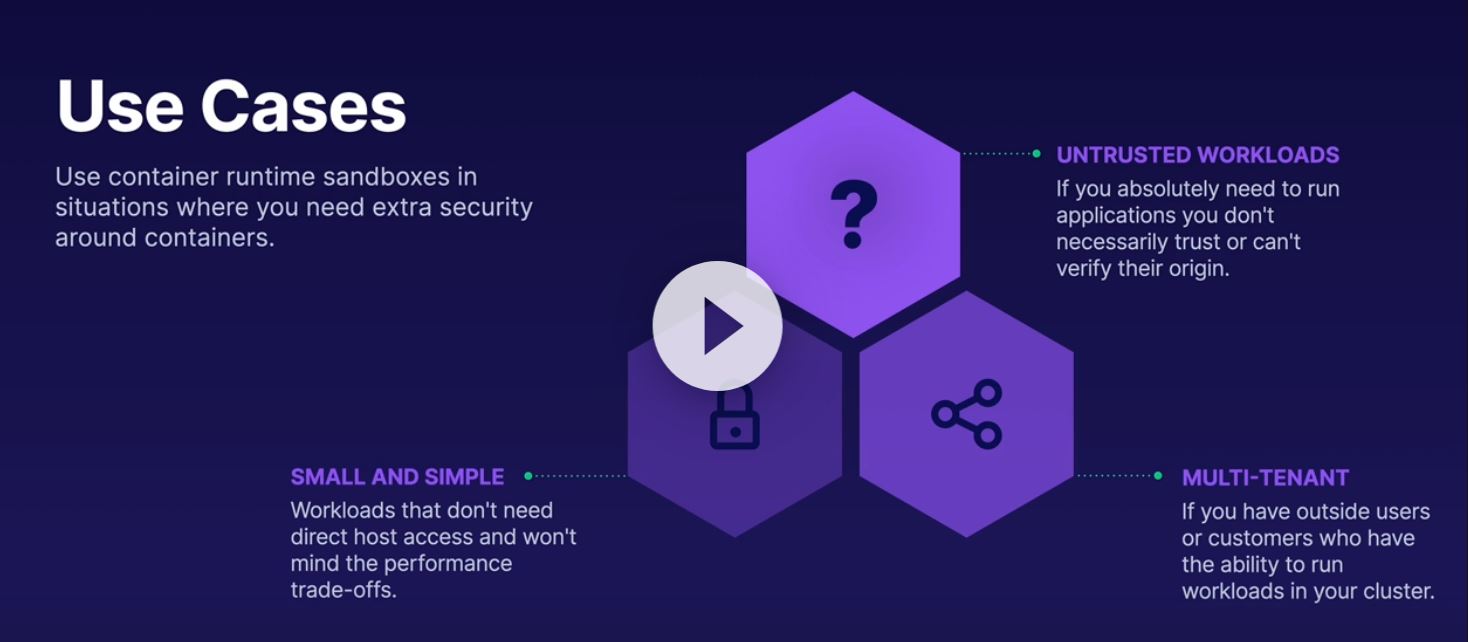 Use Cases
Use container runtime sandboxes in
situations where you need extra security
around containers.
?
UNTRUSTED WORKLOADS
If you absolutely need to run
applications you don't
necessarily trust or can't
verify their origin.
SMALL AND SIMPLE
Workloads that don't need
direct host access and won't
mind the performance
trade-offs.
MULTI-TENANT
If you have outside users
or customers who have
the ability to run
workloads in your cluster.